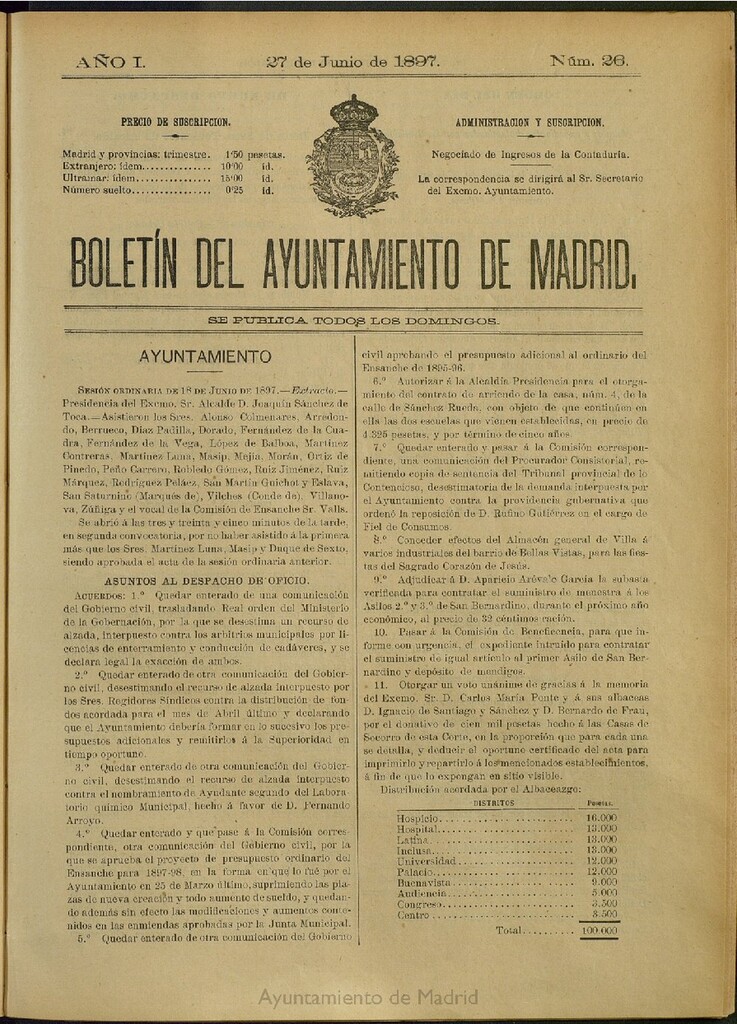 AÑO I.
27 de Junio de 1897.
Núm. 26.
PRECIO DE SUSCRIPCION.
Madrid y provincias: trimestre. 1'50 pesetas.
Extranjero: ídem............... 10'00 íd.
Ultramar: ídem................ 15'00 íd.
Número suelto................. 0'25 íd.
ADMINISTRACION Y SUSCRIPCION.
Negociado de Ingresos de la Contaduría.
La correspondencia se dirigirá al Sr. Secretario
del Excmo. Ayuntamiento.
BOLETÍN DEL AYUNTAMIENTO DE MADRID.
SE PUBLICA TODOS LOS DOMINGOS.
AYUNTAMIENTO
SESIÓN ORDINARIA DE 18 DE JUNIO DE 1897.—Extracto.—
Presidencia del Excmo. Sr. Alcalde D. Joaquín Sánchez de
Toca.—Asistieron los Sres. Alonso Colmenares, Arredon-
do, Berrueco, Díaz Padilla, Dorado, Fernández de la Cua-
dra, Fernández de la Vega, López de Balboa, Martínez
Contreras, Martínez Luna, Masip, Mejía, Morán, Ortiz de
Pinedo, Peño Carrero, Robledo Gómez, Ruiz Jiménez, Ruiz
Márquez, Rodríguez Peláez, San Martín Guichot y Eslava,
San Saturnino (Marqués de), Vilches (Conde de), Villano-
va, Zúñiga y el vocal de la Comisión de Ensanche Sr. Valls.
Se abrió á las tres y treinta y cinco minutos de la tarde,
en segunda convocatoria, por no haber asistido á la primera
más que los Sres. Martínez Luna, Masip y Duque de Sexto,
siendo aprobada el acta de la sesión ordinaria anterior.
ASUNTOS AL DESPACHO DE OFICIO.
ACUERDOS: 1.º Quedar enterado de una comunicación
del Gobierno civil, trasladando Real orden del Ministerio
de la Gobernación, por la que se desestima un recurso de
alzada, interpuesto contra los arbitrios municipales por li-
cencias de enterramiento y conducción de cadáveres, y se
declara legal la exacción de ambos.
2.º Quedar enterado de otra comunicación del Gobier-
no civil, desestimando el recurso de alzada interpuesto por
los Sres. Regidores Síndicos contra la distribución de fon-
dos acordada para el mes de Abril último y declarando
que el Ayuntamiento debería formar en lo sucesivo los pre-
supuestos adicionales y remitirlos á la Superioridad en
tiempo oportuno.
3.º Quedar enterado de otra comunicación del Gobier-
no civil, desestimando el recurso de alzada interpuesto
contra el nombramiento de Ayudante segundo del Labora-
torio químico Municipal, hecho á favor de D. Fernando
Arroyo.
4.º Quedar enterado y que pase á la Comisión corres-
pondiente, otra comunicación del Gobierno civil, por la
que se aprueba el proyecto de presupuesto ordinario del
Ensanche para 1897-98, en la forma en que lo fué por el
Ayuntamiento en 25 de Marzo último, suprimiendo las pla-
zas de nueva creación y todo aumento de sueldo, y quedan-
do además sin efecto las modificaciones y aumentos conte-
nidos en las enmiendas aprobadas por la Junta Municipal.
5.º Quedar enterado de otra comunicación del Gobierno
civil aprobando el presupuesto adicional al ordinario del
Ensanche de 1895-96.
6.º Autorizar á la Alcaldía Presidencia para el otorga-
miento del contrato de arriendo de la casa, núm. 4, de la
calle de Sánchez Rueda, con objeto de que continúen en
ella las dos escuelas que vienen establecidas, en precio de
4.325 pesetas, y por término de cinco años.
7.º Quedar enterado y pasar á la Comisión correspon-
diente, una comunicación del Procurador Consistorial, re-
mitiendo copia de sentencia del Tribunal provincial de lo
Contencioso, desestimatoria de la demanda interpuesta por
el Ayuntamiento contra la providencia gubernativa que
ordenó la reposición de D. Rufino Gutiérrez en el cargo de
Fiel de Consumos.
8.º Conceder efectos del Almacén general de Villa á
varios industriales del barrio de Bellas Vistas, para las fies-
tas del Sagrado Corazón de Jesús.
9.º Adjudicar á D. Aparicio Arévalo García la subasta
verificada para contratar el suministro de menestra á los
Asilos 2.º y 3.º de San Bernardino, durante el próximo año
económico, al precio de 32 céntimos ración.
10. Pasar á la Comisión de Beneficencia, para que in-
forme con urgencia, el expediente intruído para contratar
el suministro de igual artículo al primer Asilo de San Ber-
nardino y depósito de mendigos.
11. Otorgar un voto unánime de gracias á la memoria
del Excmo. Sr. D. Carlos María Ponte y á sus albaceas
D. Ignacio de Santiago y Sánchez y D. Bernardo de Frau,
por el donativo de cien mil pesetas hecho á las Casas de
Socorro de esta Corte, en la proporción que para cada una
se detalla, y deducir el oportuno certificado del acta para
imprimirlo y repartirlo á los mencionados establecimientos,
á fin de que lo expongan en sitio visible.
Distribución acordada por el Albaceazgo:
DISTRITOS Pesetas.
Hospicio........................... 16.000
Hospital........................... 13.000
Latina............................. 13.000
Inclusa............................ 13.000
Universidad........................ 12.000
Palacio............................ 12.000
Buenavista......................... 9.000
Audiencia.......................... 5.000
Congreso........................... 3.500
Centro............................. 3.500
Total......... 100.000
Ayuntamiento de Madrid